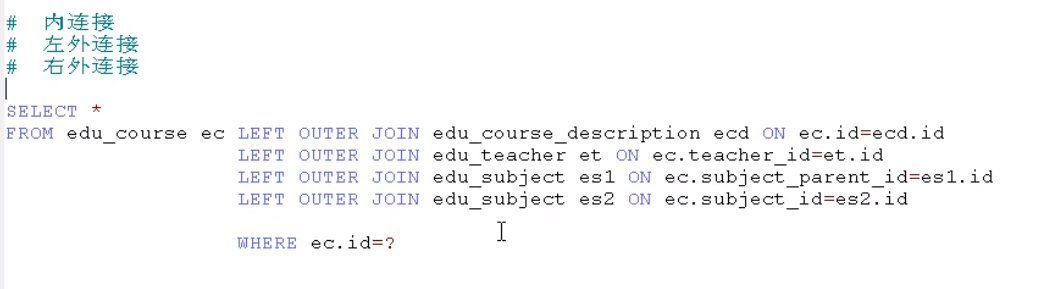 # 内连接
# 左外连接
# 右外连接
SELECT *
FROM edu_course ec LEFT OUTER JOIN edu_course_description ecd ON ec.id=ecd.id
LEFT OUTER JOIN edu_teacher et ON ec.teacher_id=et.id
LEFT OUTER JOIN edu_subject es1 ON ec.subject_parent_id=es1.id
LEFT OUTER JOIN edu_subject es2 ON ec.subject_id=es2.id
WHERE ec.id=?